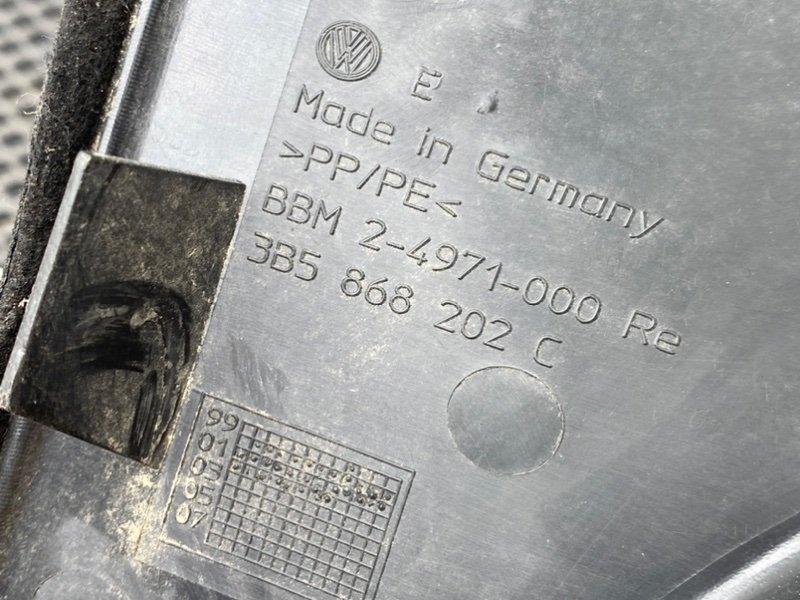 E
Made in Germany
>PP/PE<
BBM 2-4971-000 Re
3B5 868 202 C
99
01
03
05
07